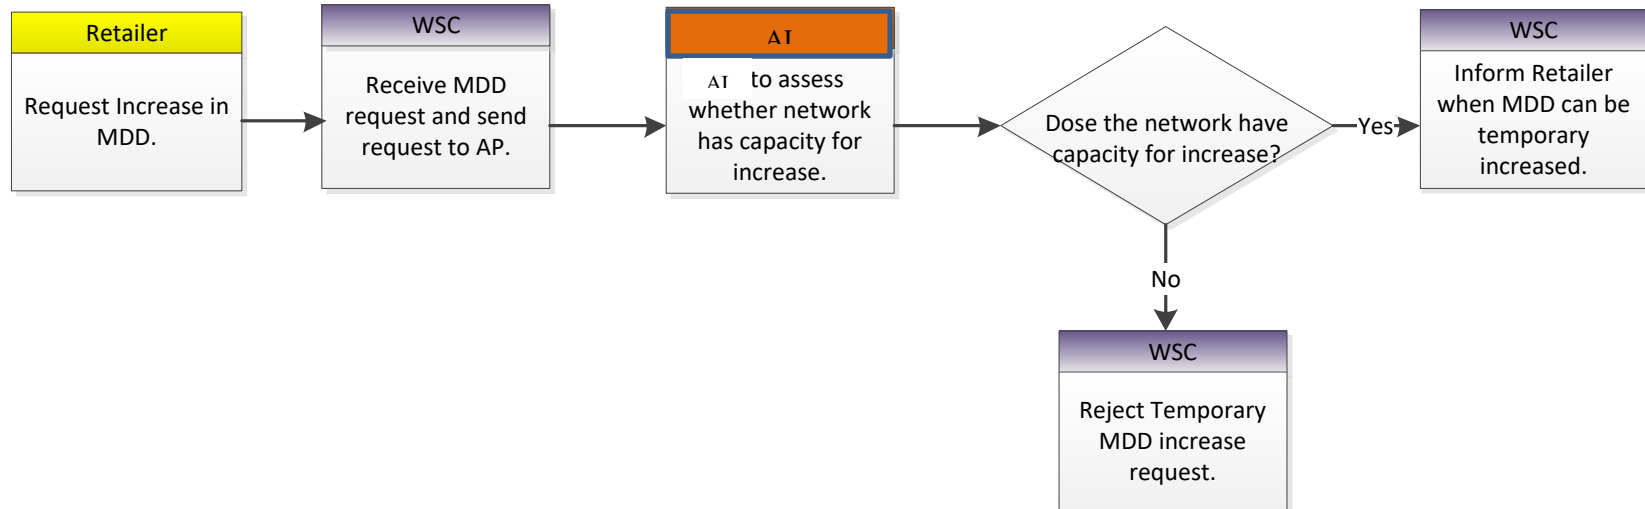 Retailer
Request Increase in
MDD.
WSC
Receive MDD
request and send
request to AP.
AI
AI to assess
whether network
has capacity for
increase.
Dose the network have
capacity for increase?
Yes
WSC
Inform Retailer
when MDD can be
temporary
increased.
No
WSC
Reject Temporary
MDD increase
request.